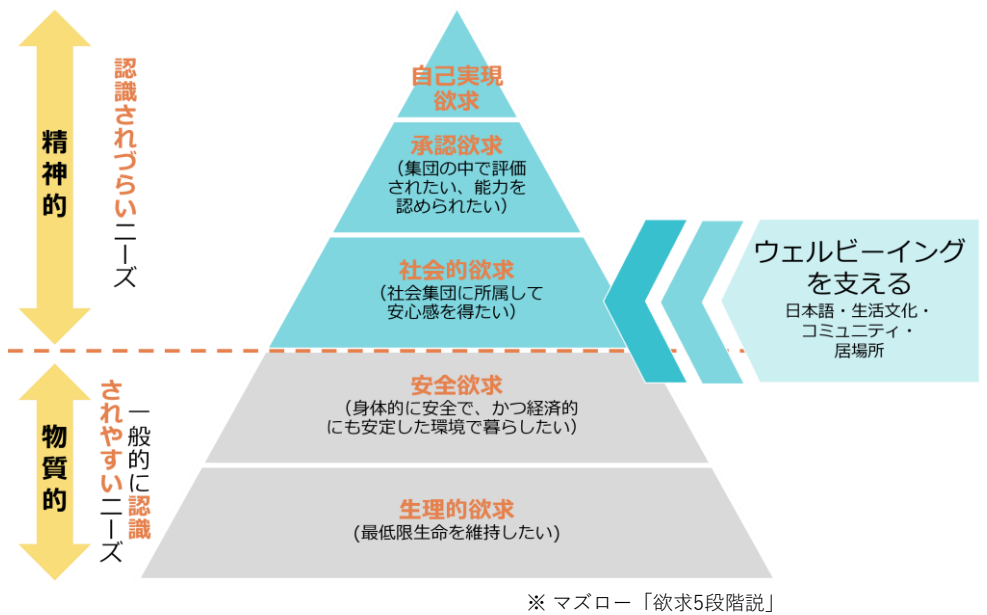 精神的
認識されづらいニーズ
自己実現
欲求
承認欲求
（集団の中で評価
されたい、能力を
認められたい）
社会的欲求
（社会集団に所属して
安心感を得たい）
ウェルビーイング
を支える
日本語・生活文化・
コミュニティ・
居場所
物質的
一般的に認識
されやすいニーズ
安全欲求
（身体的に安全で、かつ経済的
にも安定した環境で暮らしたい）
生理的欲求
(最低限生命を維持したい)
※ マズロー「欲求5段階説」